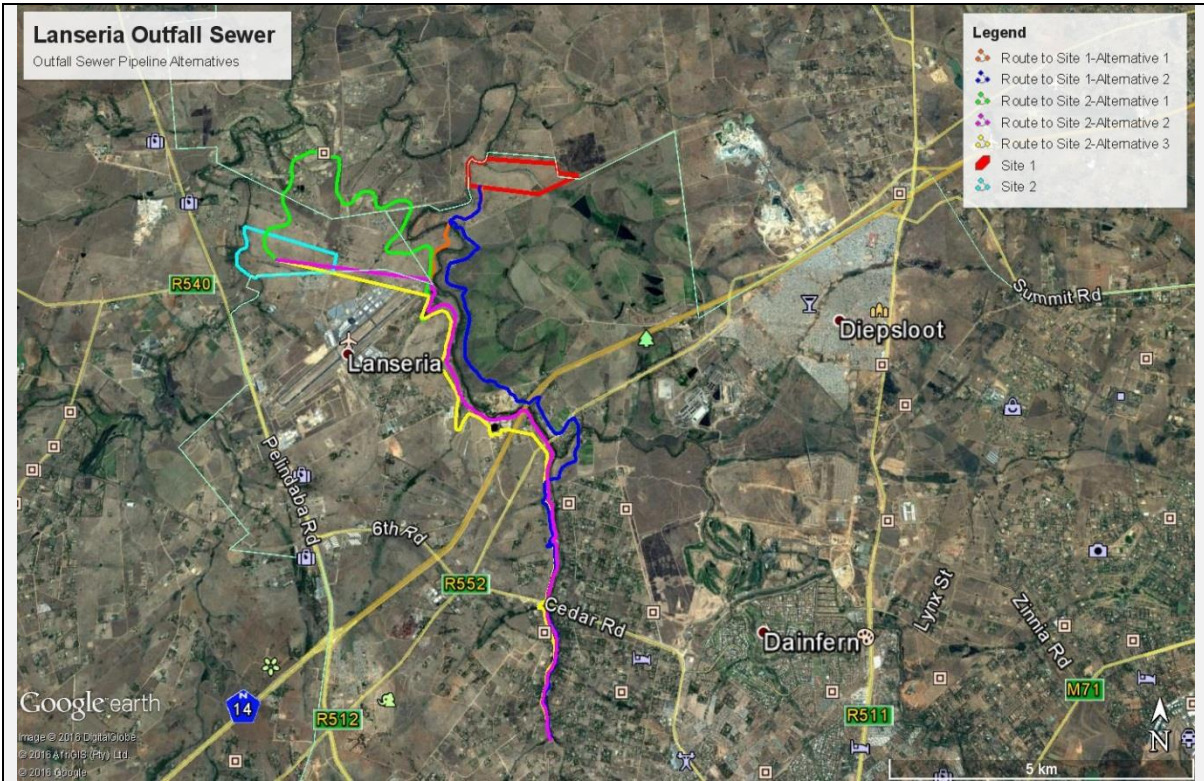 Lanseria Outfall Sewer
Outfall Sewer Pipeline Alternatives
Legend
Route to Site 1-Alternative 1
Route to Site 1-Alternative 2
Route to Site 2-Alternative 1
Route to Site 2-Alternative 2
Route to Site 2-Alternative 3
Site 1
Site 2
R540
Summit Rd
Diepsloot
Lanseria
Pelindaba Rd
6th Rd
R552
Cedar Rd
Dainfern
Lynx St
Zinnia Rd
M71
N
14
R512
R511
Google earth
Image © 2016 DigitalGlobe
© 2016 AfriGIS (Pty) Ltd.
© 2016 Google
N
5 km